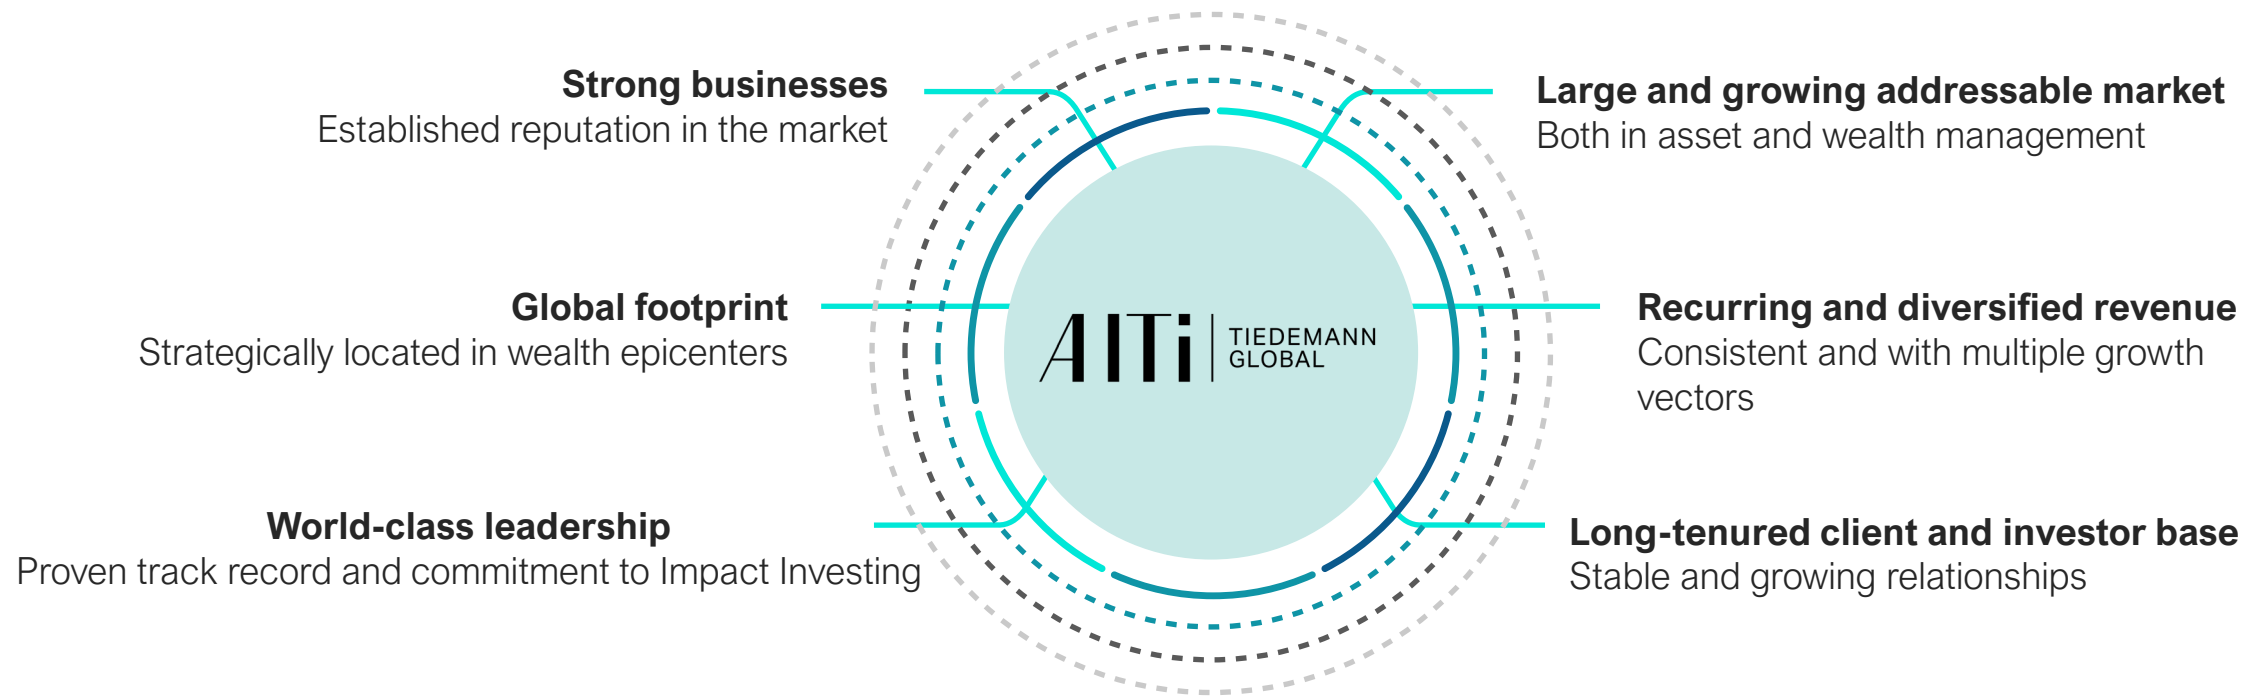 Strong businesses
Established reputation in the market
Global footprint
Strategically located in wealth epicenters
World-class leadership
Proven track record and commitment to Impact Investing
AlTi
TIEDEMANN
GLOBAL
Large and growing addressable market
Both in asset and wealth management
Recurring and diversified revenue
Consistent and with multiple growth
vectors
Long-tenured client and investor base
Stable and growing relationships